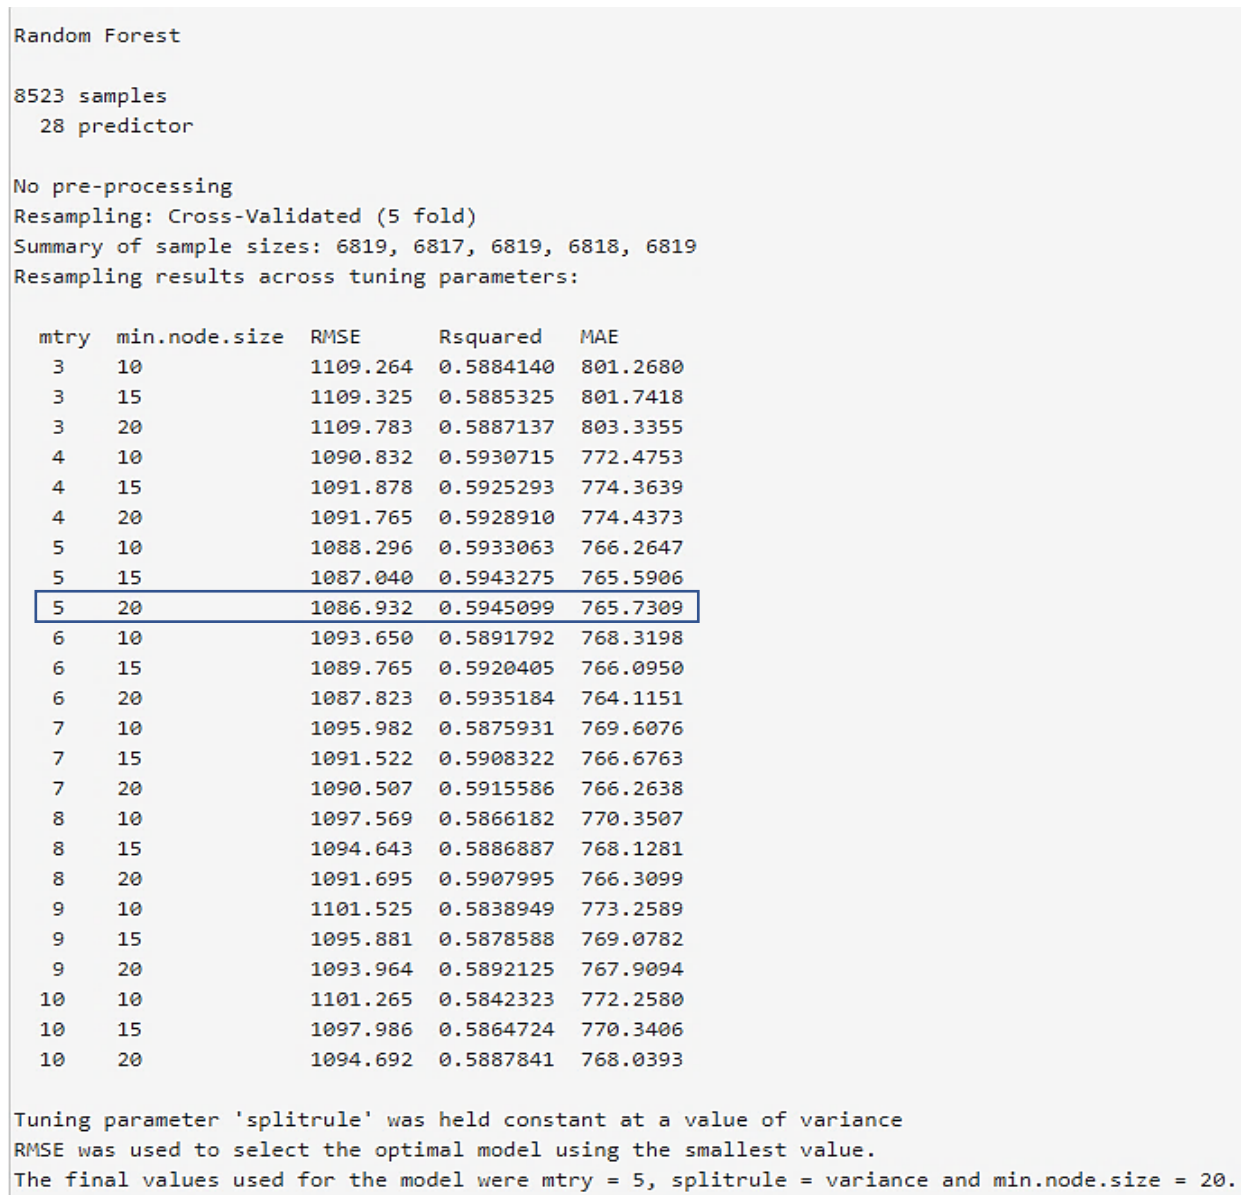 Random Forest
8523 samples
28 predictor
No pre-processing
Resampling: Cross-Validated (5 fold)
Summary of sample sizes: 6819, 6817, 6819, 6818, 6819
Resampling results across tuning parameters:
mtry min.node.size RMSE Rsquared MAE
3 10 1109.264 0.5884140 801.2680
3 15 1109.325 0.5885325 801.7418
3 20 1109.783 0.5887137 803.3355
4 10 1090.832 0.5930715 772.4753
4 15 1091.878 0.5925293 774.3639
4 20 1091.765 0.5928910 774.4373
5 10 1088.296 0.5933063 766.2647
5 15 1087.040 0.5943275 765.5906
5 20 1086.932 0.5945099 765.7309
6 10 1093.650 0.5891792 768.3198
6 15 1089.765 0.5920405 766.0950
6 20 1087.823 0.5935184 764.1151
7 10 1095.982 0.5875931 769.6076
7 15 1091.522 0.5908322 766.6763
7 20 1090.507 0.5915586 766.2638
8 10 1097.569 0.5866182 770.3507
8 15 1094.643 0.5886887 768.1281
8 20 1091.695 0.5907995 766.3099
9 10 1101.525 0.5838949 773.2589
9 15 1095.881 0.5878588 769.0782
9 20 1093.964 0.5892125 767.9094
10 10 1101.265 0.5842323 772.2580
10 15 1097.986 0.5864724 770.3406
10 20 1094.692 0.5887841 768.0393
Tuning parameter 'splitrule' was held constant at a value of variance
RMSE was used to select the optimal model using the smallest value.
The final values used for the model were mtry = 5, splitrule = variance and min.node.size = 20.